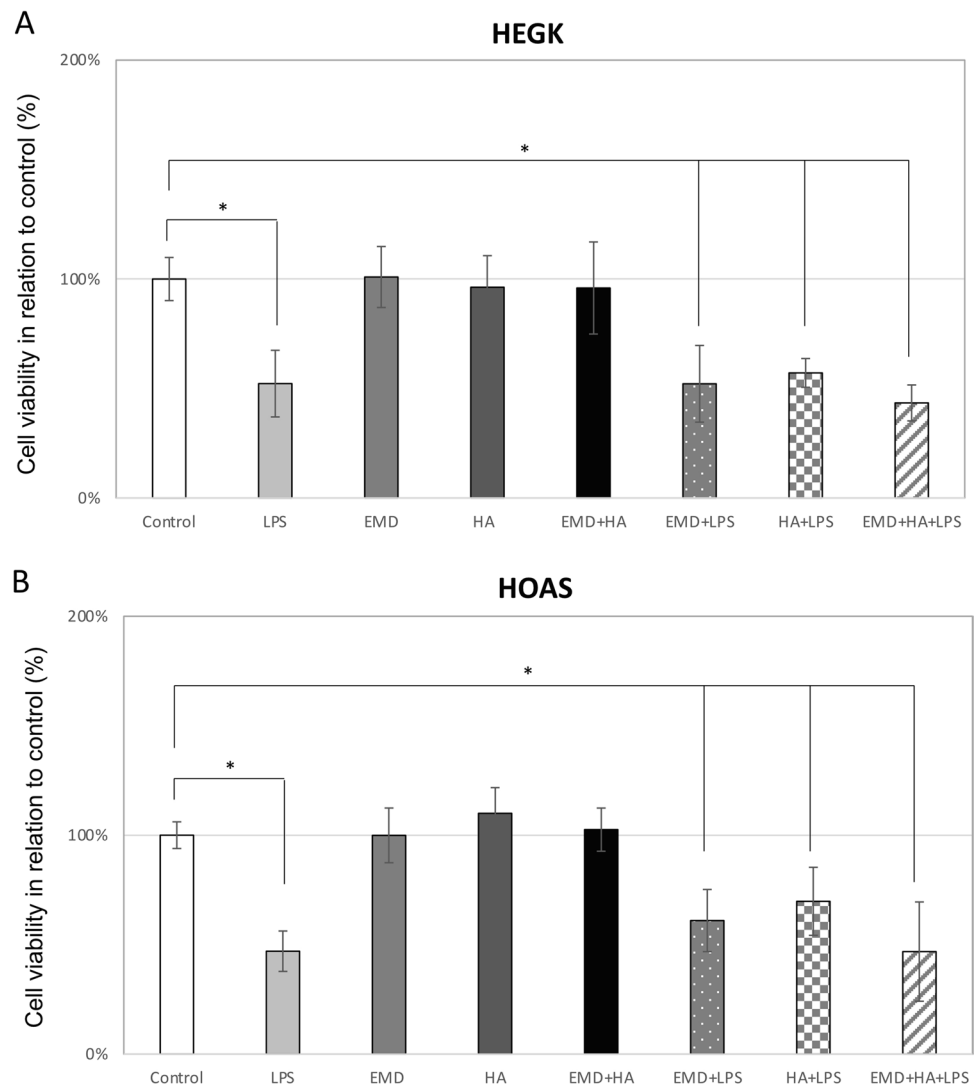 A
HEGK
Cell viability in relation to control (%)
200%
*
*
100%
0%
Control LPS EMD HA EMD+HA EMD+LPS HA+LPS EMD+HA+LPS
B
HOAS
Cell viability in relation to control (%)
200%
*
*
100%
0%
Control LPS EMD HA EMD+HA EMD+LPS HA+LPS EMD+HA+LPS